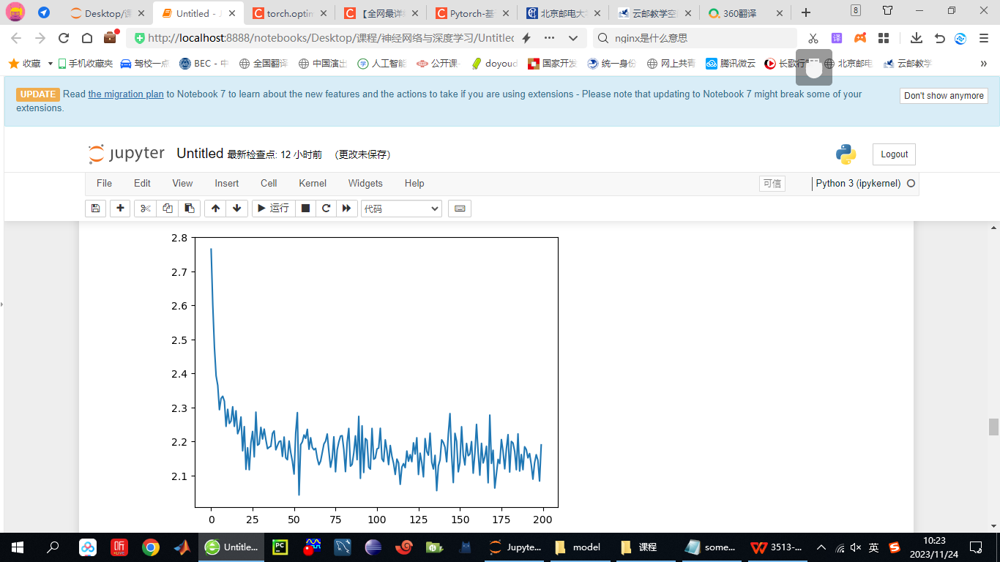 Desktop/课
Untitled - J
torch.optim
【全网最详细
Pytorch-基
北京邮电大学
云邮教学空
360翻译
8
http://localhost:8888/notebooks/Desktop/课程/神经网络与深度学习/Untitled
nginx是什么意思
译
收藏 手机收藏夹 驾校一点 BEC - 中 全国翻译 中国演出 人工智能 公开课 doyoud 国家开发 统一身份 网上共青 腾讯微云 长歌行 北京邮电 云邮教学 »
UPDATE Read the migration plan to Notebook 7 to learn about the new features and the actions to take if you are using extensions - Please note that updating to Notebook 7 might break some of your
extensions.
Don't show anymore
jupyter Untitled 最新检查点: 12 小时前 (更改未保存)
Logout
File Edit View Insert Cell Kernel Widgets Help 可信 Python 3 (ipykernel)
运行 代码
2.8
2.7
2.6
2.5
2.4
2.3
2.2
2.1
0 25 50 75 100 125 150 175 200
听 LIVE Untitle... PC Jupyte... model 课程 some... 3513-... 英
10:23
2023/11/24